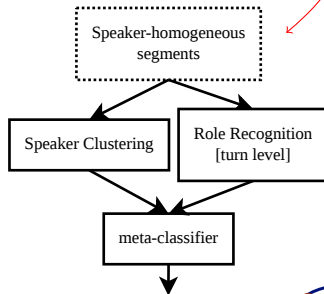 Speaker-homogeneous
segments
Speaker Clustering
Role Recognition
[turn level]
meta-classifier